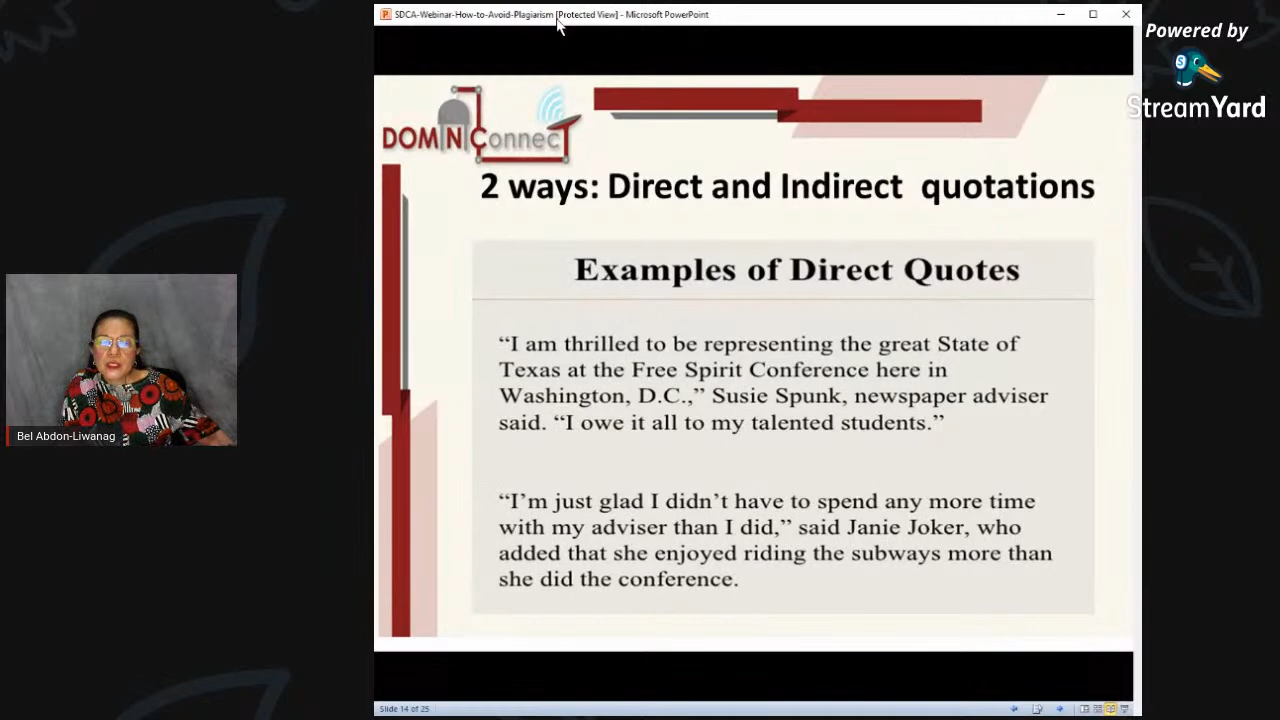 SDCA-Webinar-How-to-Avoid-Plagiarism [Protected View] - Microsoft PowerPoint
Powered by
StreamYard
DOMINConnecT
2 ways: Direct and Indirect quotations
Examples of Direct Quotes
“I am thrilled to be representing the great State of
Texas at the Free Spirit Conference here in
Washington, D.C.,” Susie Spunk, newspaper adviser
said. “I owe it all to my talented students.”
“I’m just glad I didn’t have to spend any more time
with my adviser than I did,” said Janie Joker, who
added that she enjoyed riding the subways more than
she did the conference.
Bel Abdon-Liwanag
Slide 14 of 25